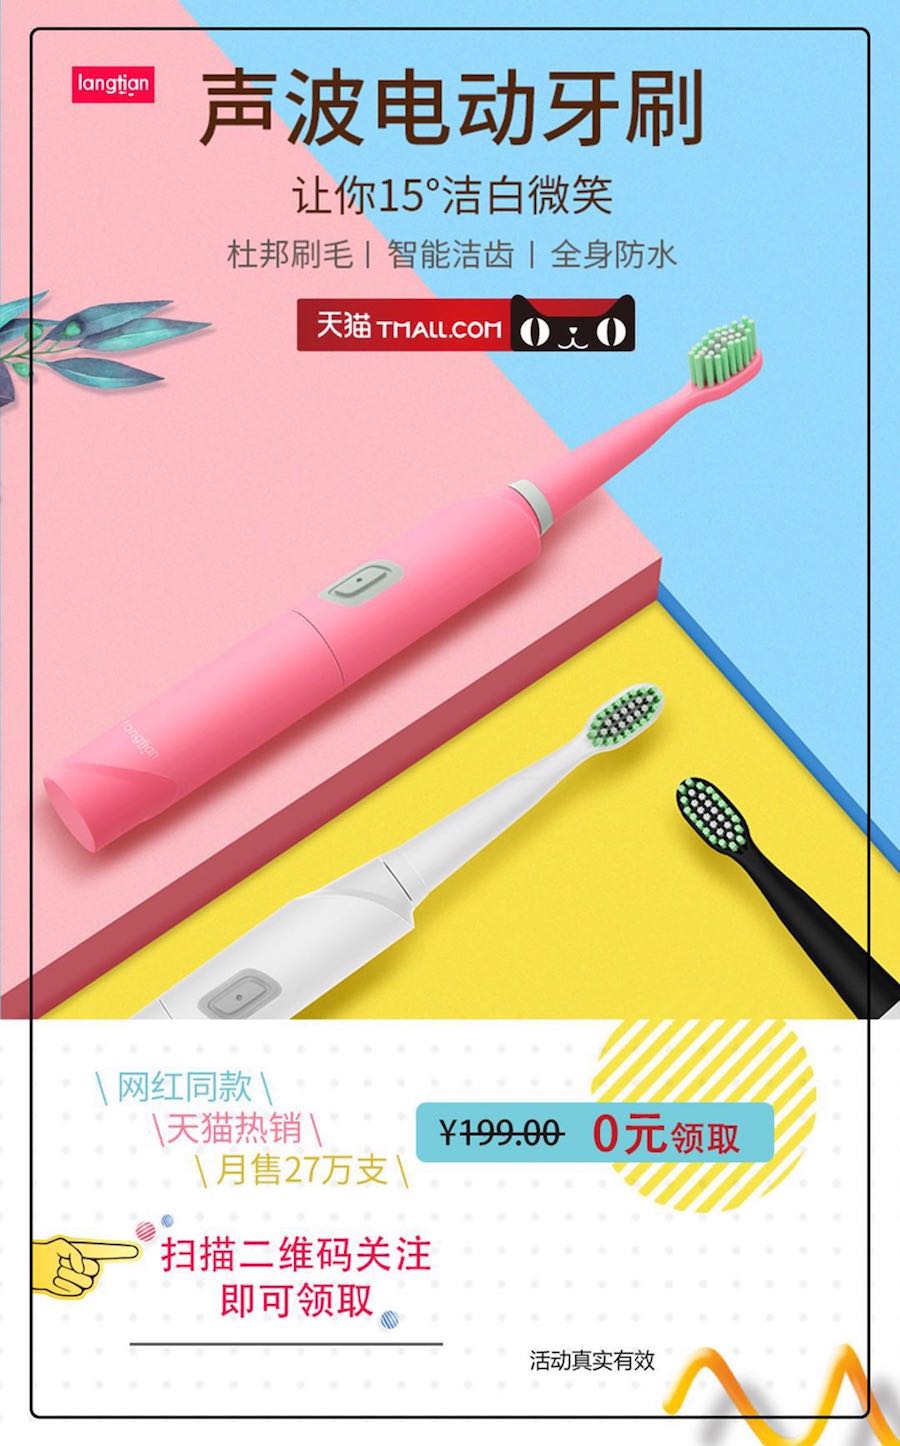 langtian
声波电动牙刷
让你15°洁白微笑
杜邦刷毛丨智能洁齿丨全身防水
天猫 TMALL.COM
langtian
\ 网红同款 \
\天猫热销 \
\ 月售27万支 \
¥199.00 0元领取
扫描二维码关注
即可领取
活动真实有效